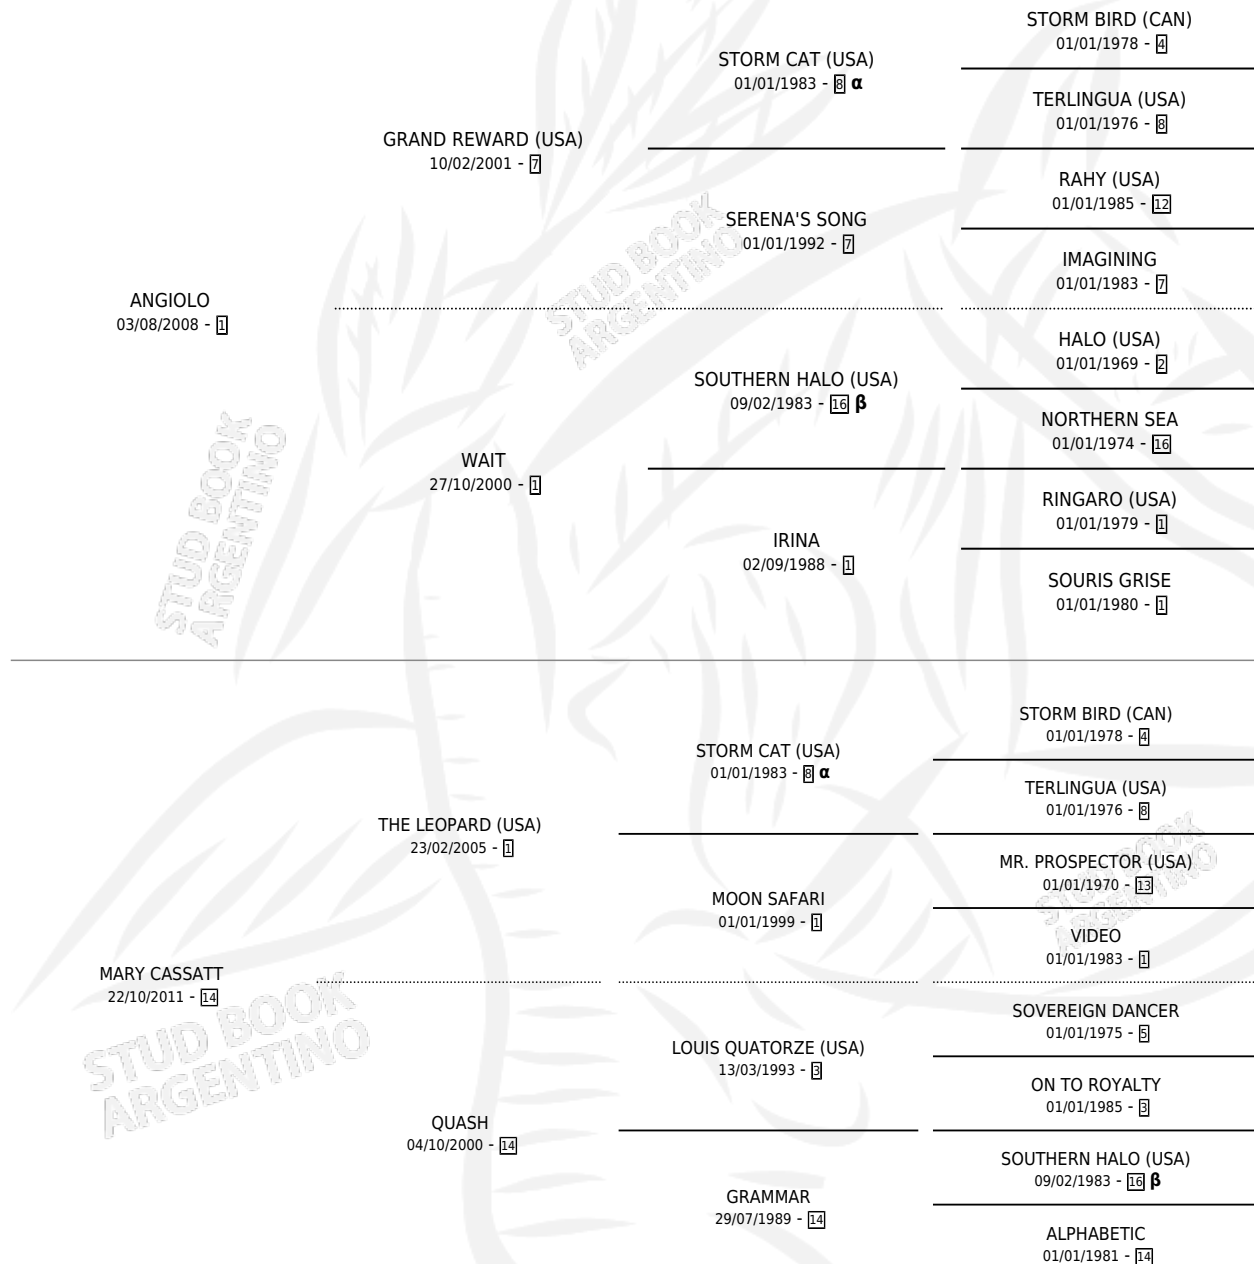 STORM BIRD (CAN)
01/01/1978 - 4
STORM CAT (USA)
01/01/1983 - 8 α
TERLINGUA (USA)
01/01/1976 - 8
GRAND REWARD (USA)
10/02/2001 - 7
RAHY (USA)
01/01/1985 - 12
SERENA'S SONG
01/01/1992 - 7
IMAGINING
01/01/1983 - 7
ANGIOLO
03/08/2008 - 1
HALO (USA)
01/01/1969 - 2
SOUTHERN HALO (USA)
09/02/1983 - 16 β
NORTHERN SEA
01/01/1974 - 16
WAIT
27/10/2000 - 1
RINGARO (USA)
01/01/1979 - 1
IRINA
02/09/1988 - 1
SOURIS GRISE
01/01/1980 - 1
STORM BIRD (CAN)
01/01/1978 - 4
STORM CAT (USA)
01/01/1983 - 8 α
TERLINGUA (USA)
01/01/1976 - 8
THE LEOPARD (USA)
23/02/2005 - 1
MR. PROSPECTOR (USA)
01/01/1970 - 13
MOON SAFARI
01/01/1999 - 1
VIDEO
01/01/1983 - 1
MARY CASSATT
22/10/2011 - 14
SOVEREIGN DANCER
01/01/1975 - 5
LOUIS QUATORZE (USA)
13/03/1993 - 3
ON TO ROYALTY
01/01/1985 - 3
QUASH
04/10/2000 - 14
SOUTHERN HALO (USA)
09/02/1983 - 16 β
GRAMMAR
29/07/1989 - 14
ALPHABETIC
01/01/1981 - 14
STUD BOOK
ARGENTINO
STUD BOOK
ARGENTINO
STUD BOOK
ARGENTINO
STUD BOOK
ARGENTINO